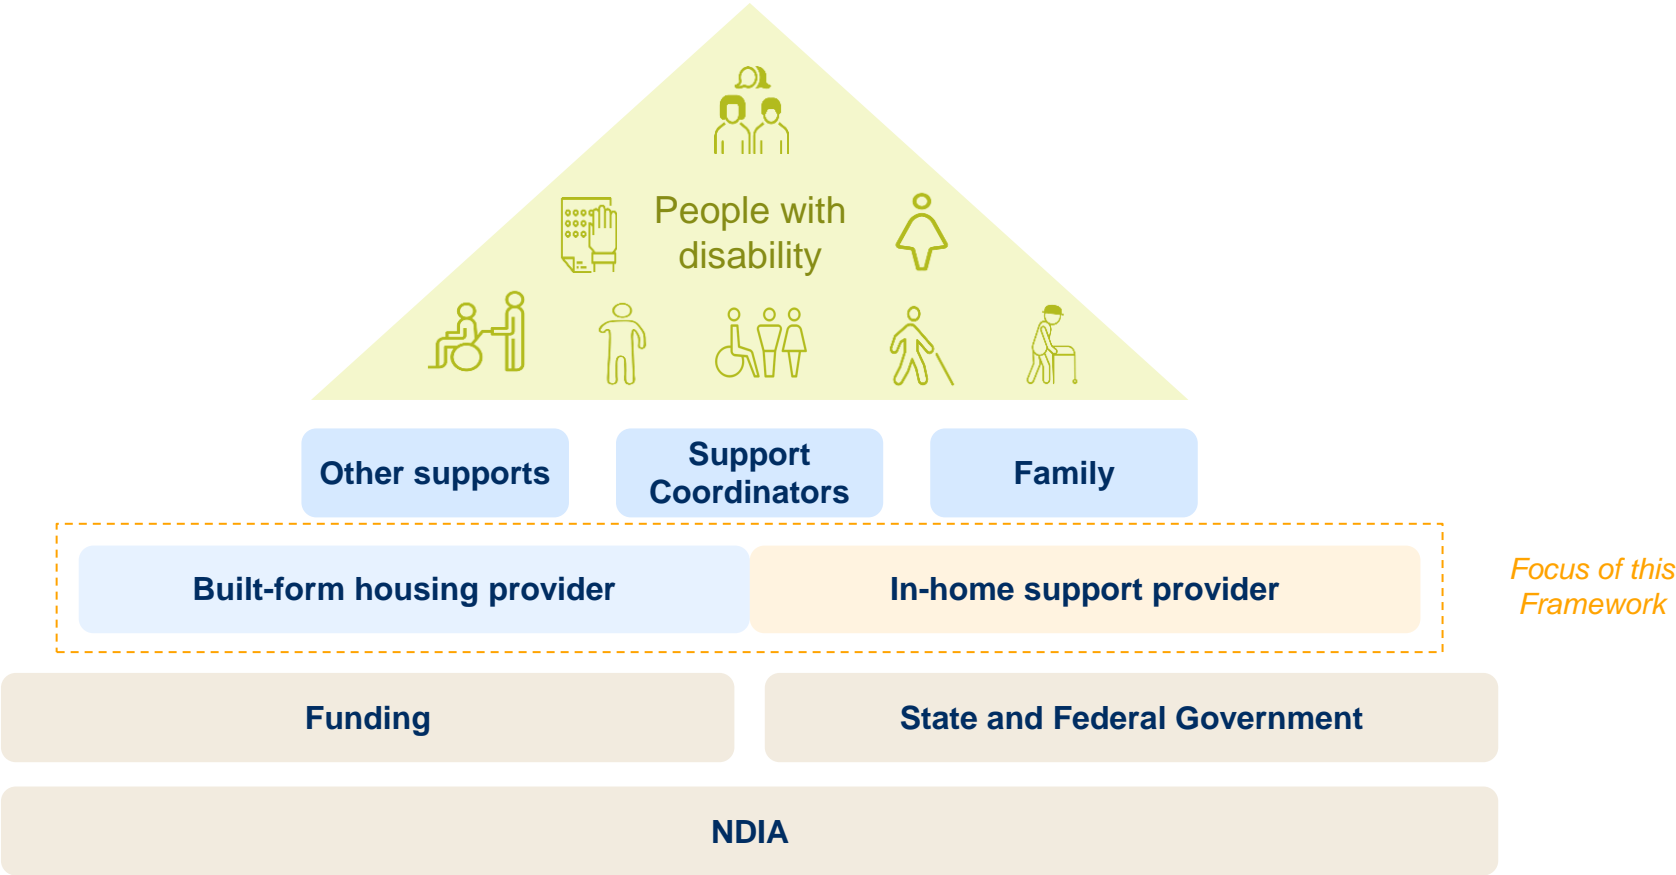 People with
disability
Other supports
Support
Coordinators
Family
Built-form housing provider
In-home support provider
Focus of this
Framework
Funding
State and Federal Government
NDIA